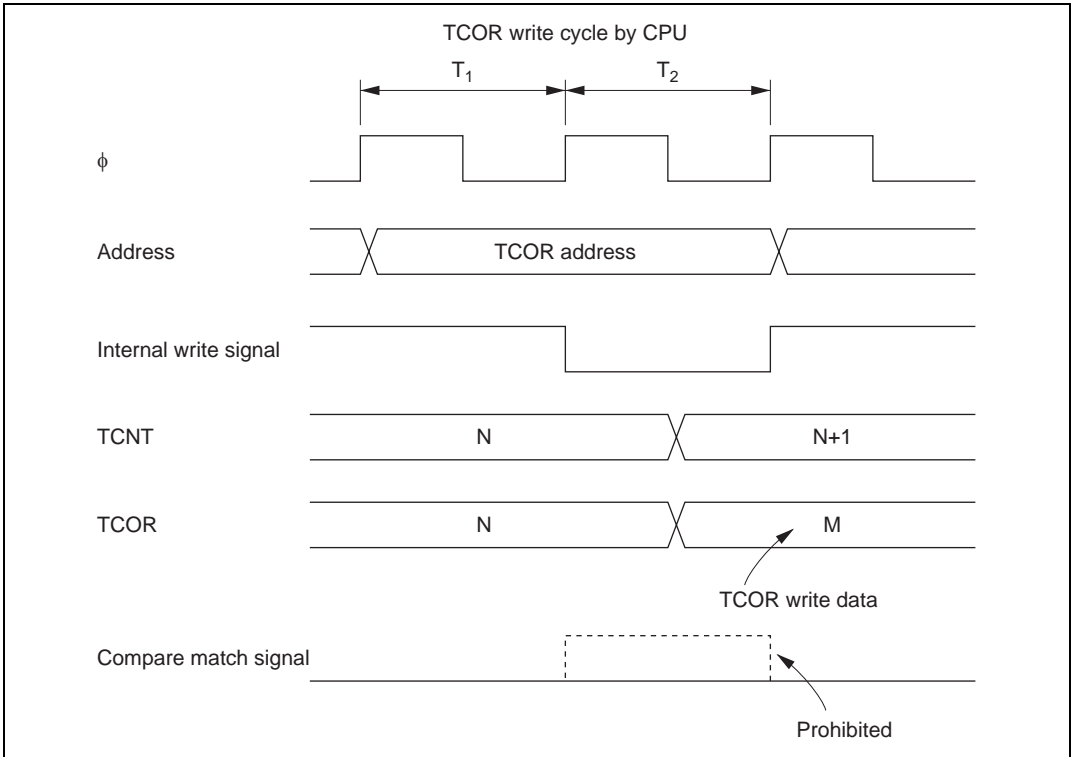 TCOR write cycle by CPU
T1 T2
ϕ
Address TCOR address
Internal write signal
TCNT N N+1
TCOR N M
TCOR write data
Compare match signal
Prohibited